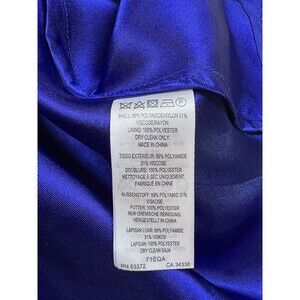 SHELL: 69% POLYAMIDE/NYLON 31%
VISCOSE/RAYON
LINING: 100% POLYESTER
DRY CLEAN ONLY
MADE IN CHINA
TISSU EXTERIEUR: 69% POLYAMIDE
31% VISCOSE
DOUBLURE: 100% POLYESTER
NETTOYAGE À SEC UNIQUEMENT.
FABRIQUE EN CHINE
AUSSENSTOFF: 69% POLYAMID 31%
VISKOSE
FUTTER: 100% POLYESTER
NUR CHEMISCHE REINIGUNG.
HERGESTELLT IN CHINA
LAPISAN LUAR: 69% POLYAMIDE
31% VISKOS
LAPISAN: 100% POLYESTER
DRY CLEAN SAJA
71EQA
RN 63372 CA 34338